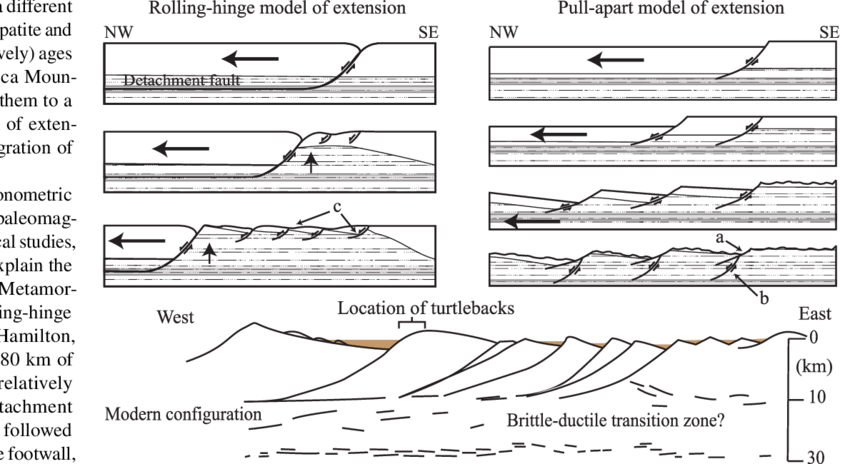 a different
patite and
vely) ages
ca Moun-
them to a
of exten-
gration of
onometric
paleomag-
cal studies,
xplain the
Metamor-
ing-hinge
Hamilton,
80 km of
relatively
tachment
followed
e footwall,
Rolling-hinge model of extension
NW SE
Detachment fault
c
Pull-apart model of extension
NW SE
a
b
Location of turtlebacks
West East
0
(km)
10
30
Modern configuration
Brittle-ductile transition zone?